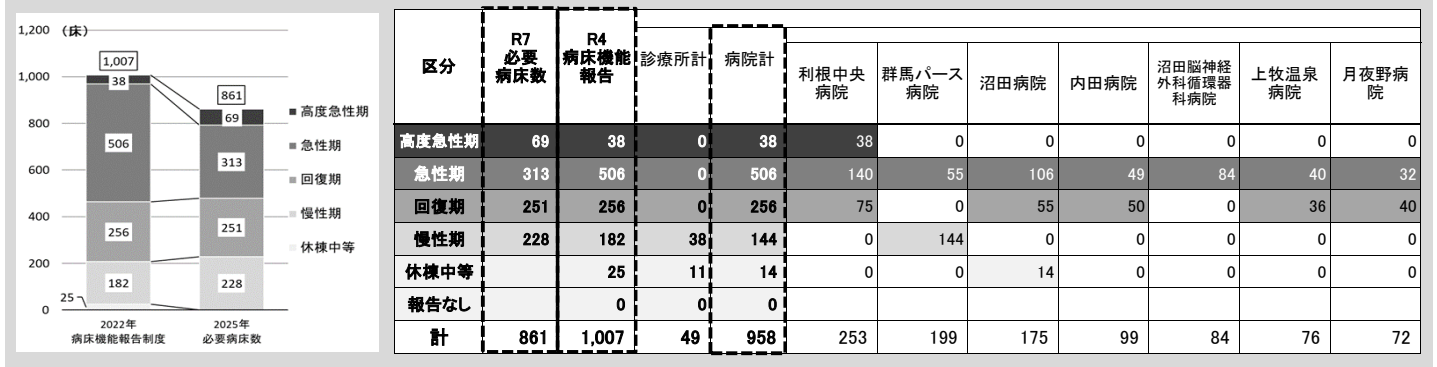 1,200 （床）
1,007
1,000
38
861
69
800
506
313
600
400
256
251
200
182
228
25
0
2022年
病床機能報告制度
2025年
必要病床数
高度急性期
急性期
回復期
慢性期
休棟中等
区分 R7 必要 病床数 R4 病床機能 報告 診療所計 病院計 利根中央 病院 群馬パース 病院 沼田病院 内田病院 沼田脳神経 外科循環器 科病院 上牧温泉 病院 月夜野病 院
高度急性期 69 38 0 38 38 0 0 0 0 0 0
急性期 313 506 0 506 140 55 106 49 84 40 32
回復期 251 256 0 256 75 0 55 50 0 36 40
慢性期 228 182 38 144 0 144 0 0 0 0 0
休棟中等 25 11 14 0 0 14 0 0 0 0
報告なし 0 0 0
計 861 1,007 49 958 253 199 175 99 84 76 72